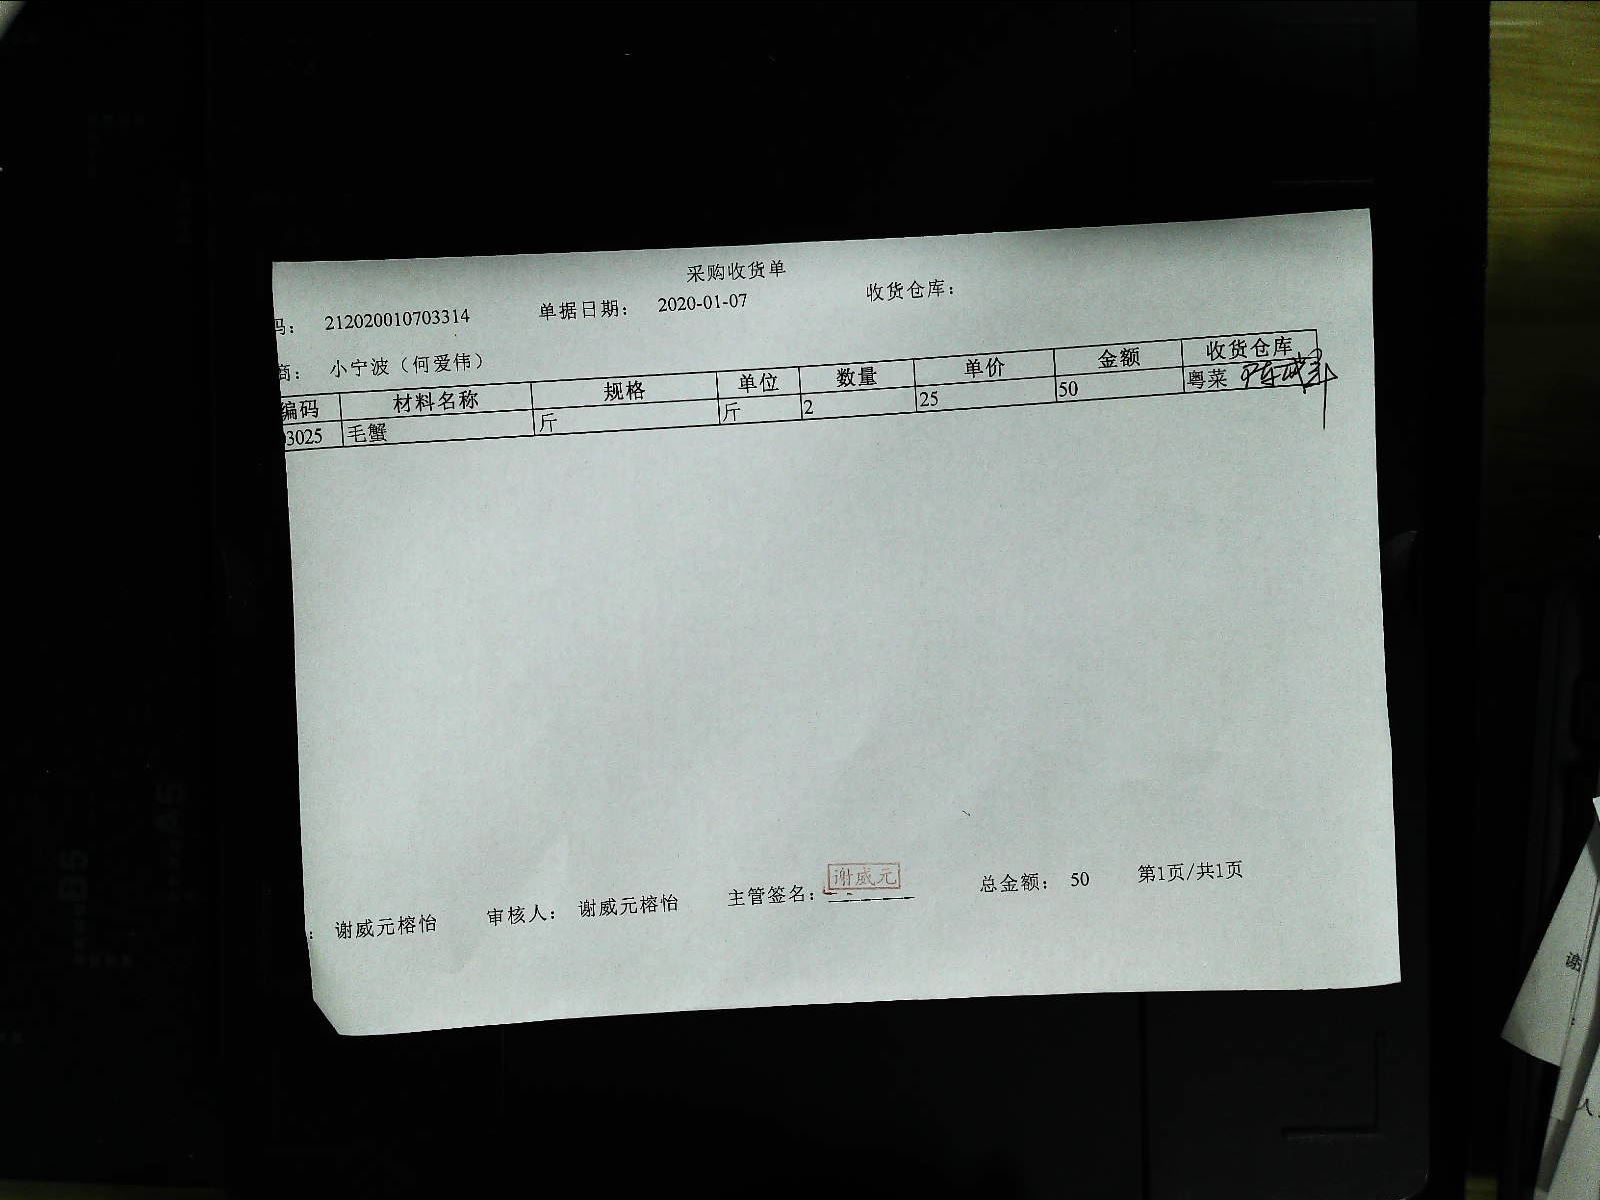 采购收货单
码： 212020010703314 单据日期： 2020-01-07 收货仓库：
商： 小宁波（何爱伟）
编码 材料名称 规格 单位 数量 单价 金额 收货仓库
3025 毛蟹 斤 斤 2 25 50 粤菜
： 谢威元榕怡 审核人： 谢威元榕怡 主管签名： 谢威元 总金额： 50 第1页/共1页
B5
A5
谢